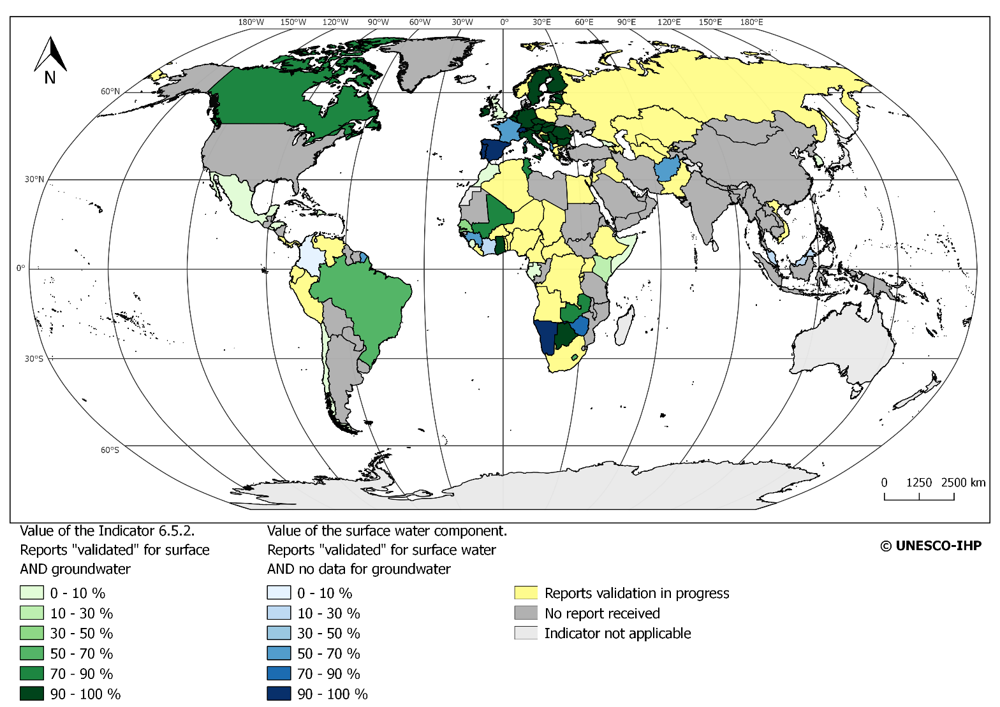 180°W 150°W 120°W 90°W 60°W 30°W 0° 30°E 60°E 90°E 120°E 150°E 180°E
N
60°N
30°N
0°
30°S
60°S
0 1250 2500 km
Value of the Indicator 6.5.2.
Reports "validated" for surface
AND groundwater
0 - 10 %
10 - 30 %
30 - 50 %
50 - 70 %
70 - 90 %
90 - 100 %
Value of the surface water component.
Reports "validated" for surface water
AND no data for groundwater
0 - 10 %
10 - 30 %
30 - 50 %
50 - 70 %
70 - 90 %
90 - 100 %
Reports validation in progress
No report received
Indicator not applicable
© UNESCO-IHP